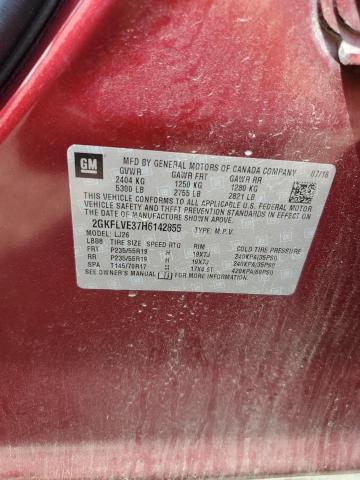 GM
MFD BY GENERAL MOTORS OF CANADA COMPANY 07/16
GVWR GAWR FRT GAWR RR
2404 KG 1250 KG 1280 KG
5300 LB 2755 LB 2821 LB
THIS VEHICLE CONFORMS TO ALL APPLICABLE U.S. FEDERAL MOTOR
VEHICLE SAFETY AND THEFT PREVENTION STANDARDS IN EFFECT ON
THE DATE OF MANUFACTURE SHOWN ABOVE.
2GKFLVE37H6142855 TYPE: M.P.V.
MODEL: LJ26
LBBB TIRE SIZE SPEED RTG RIM COLD TIRE PRESSURE
FRT P235/55R19 H 19X7J 240KPA(35PSI)
RR P235/55R19 H 19X7J 240KPA(35PSI)
SPA T145/70R17 17X4.5T 420KPA(60PSI)
SEE OWNER'S MANUAL FOR MORE INFORMATION.